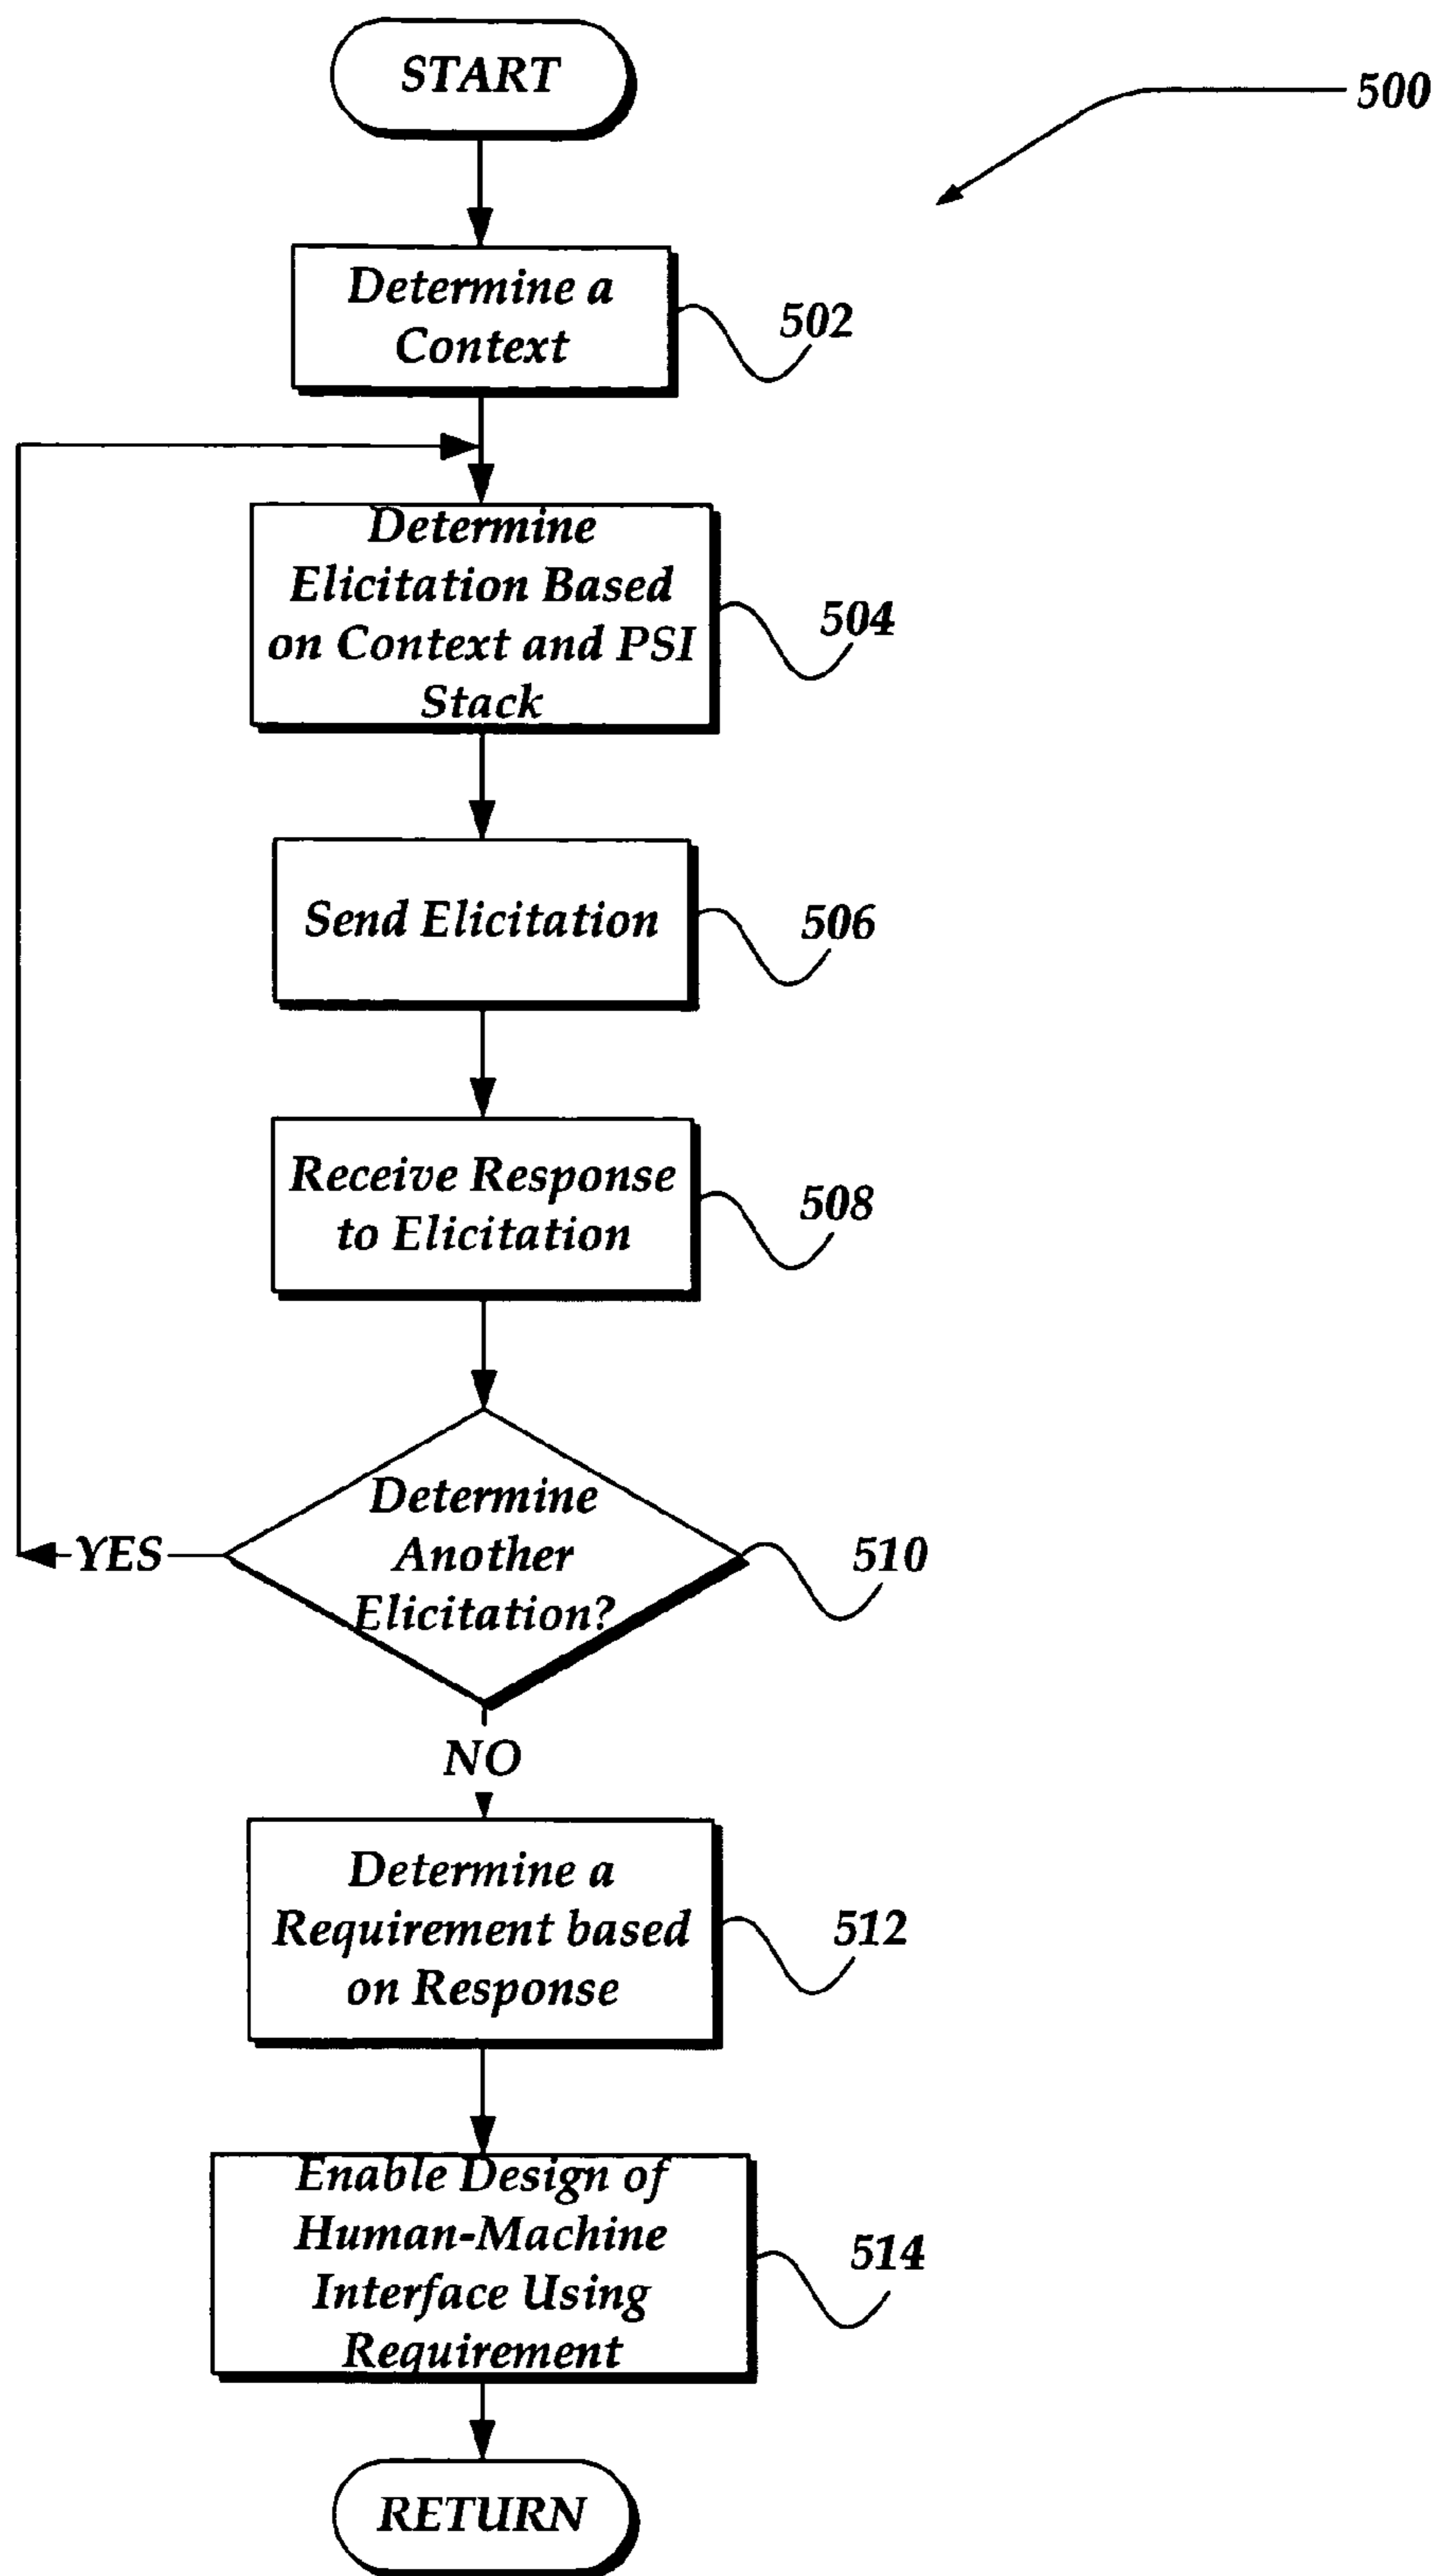 START
500
Determine a
Context
502
Determine
Elicitation Based
on Context and PSI
Stack
504
Send Elicitation
506
Receive Response
to Elicitation
508
Determine
Another
Elicitation?
510
YES
NO
Determine a
Requirement based
on Response
512
Enable Design of
Human-Machine
Interface Using
Requirement
514
RETURN